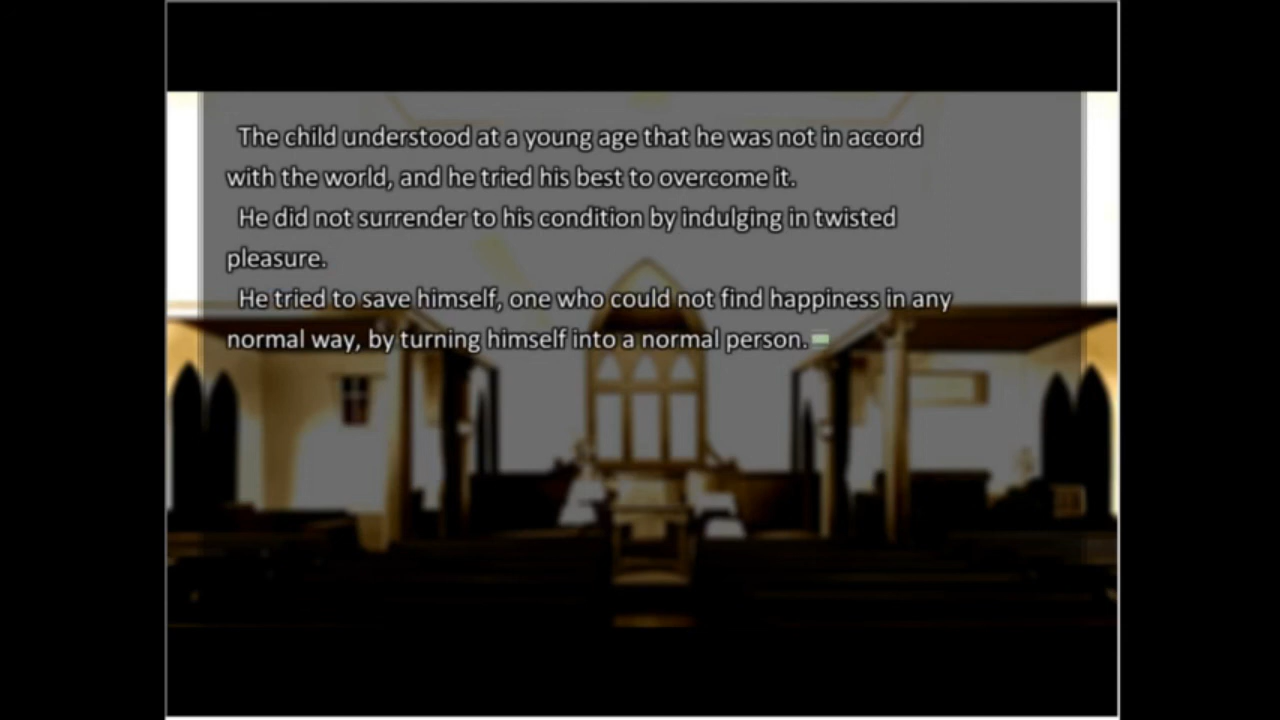 The child understood at a young age that he was not in accord
with the world, and he tried his best to overcome it.
He did not surrender to his condition by indulging in twisted
pleasure.
He tried to save himself, one who could not find happiness in any
normal way, by turning himself into a normal person.